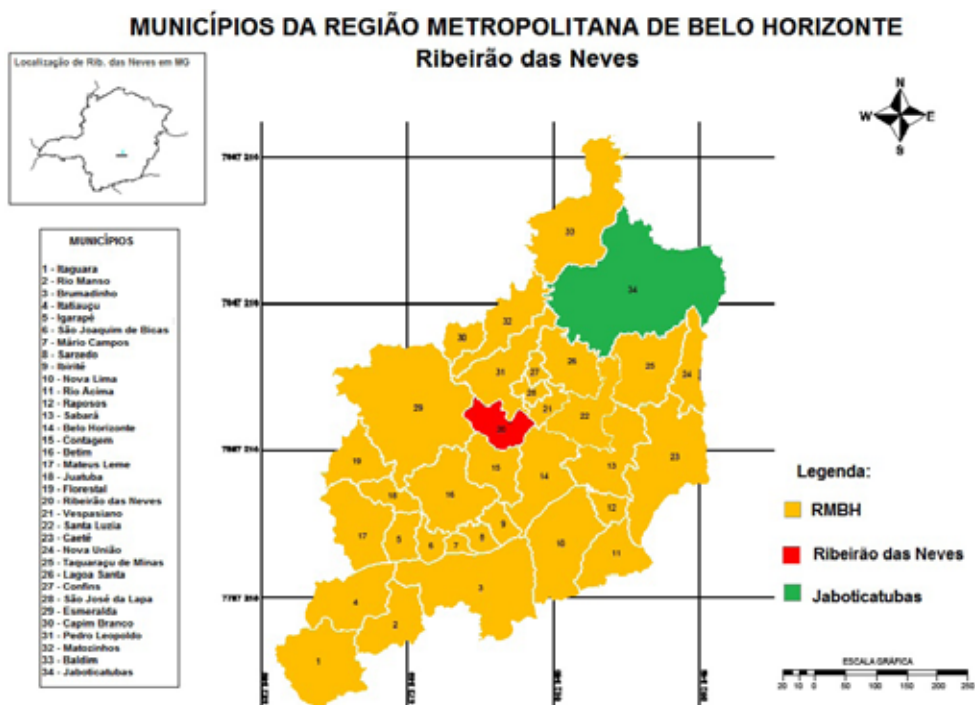 MUNICÍPIOS DA REGIÃO METROPOLITANA DE BELO HORIZONTE
Ribeirão das Neves
Localização de Rib. das Neves em MG
N
W E
S
MUNICÍPIOS
1 - Itaguara
2 - Rio Manso
3 - Brumadinho
4 - Itatiauçu
5 - Igarapé
6 - São Joaquim de Bicas
7 - Mário Campos
8 - Sarzedo
9 - Ibirité
10 - Nova Lima
11 - Rio Acima
12 - Raposos
13 - Sabará
14 - Belo Horizonte
15 - Contagem
16 - Betim
17 - Mateus Leme
18 - Juatuba
19 - Florestal
20 - Ribeirão das Neves
21 - Vespasiano
22 - Santa Luzia
23 - Caeté
24 - Nova União
25 - Taquaraçu de Minas
26 - Lagoa Santa
27 - Confins
28 - São José da Lapa
29 - Esmeralda
30 - Capim Branco
31 - Pedro Leopoldo
32 - Matozinhos
33 - Baldim
34 - Jaboticatubas
33
34
32
30
31
27
26
25
24
28
21
22
29
20
23
19
15
14
13
16
18
12
17
5
6
7
8
9
10
11
3
4
2
1
Legenda:
RMBH
Ribeirão das Neves
Jaboticatubas
ESCALA GRÁFICA
20 10 0 50 100 150 200 250